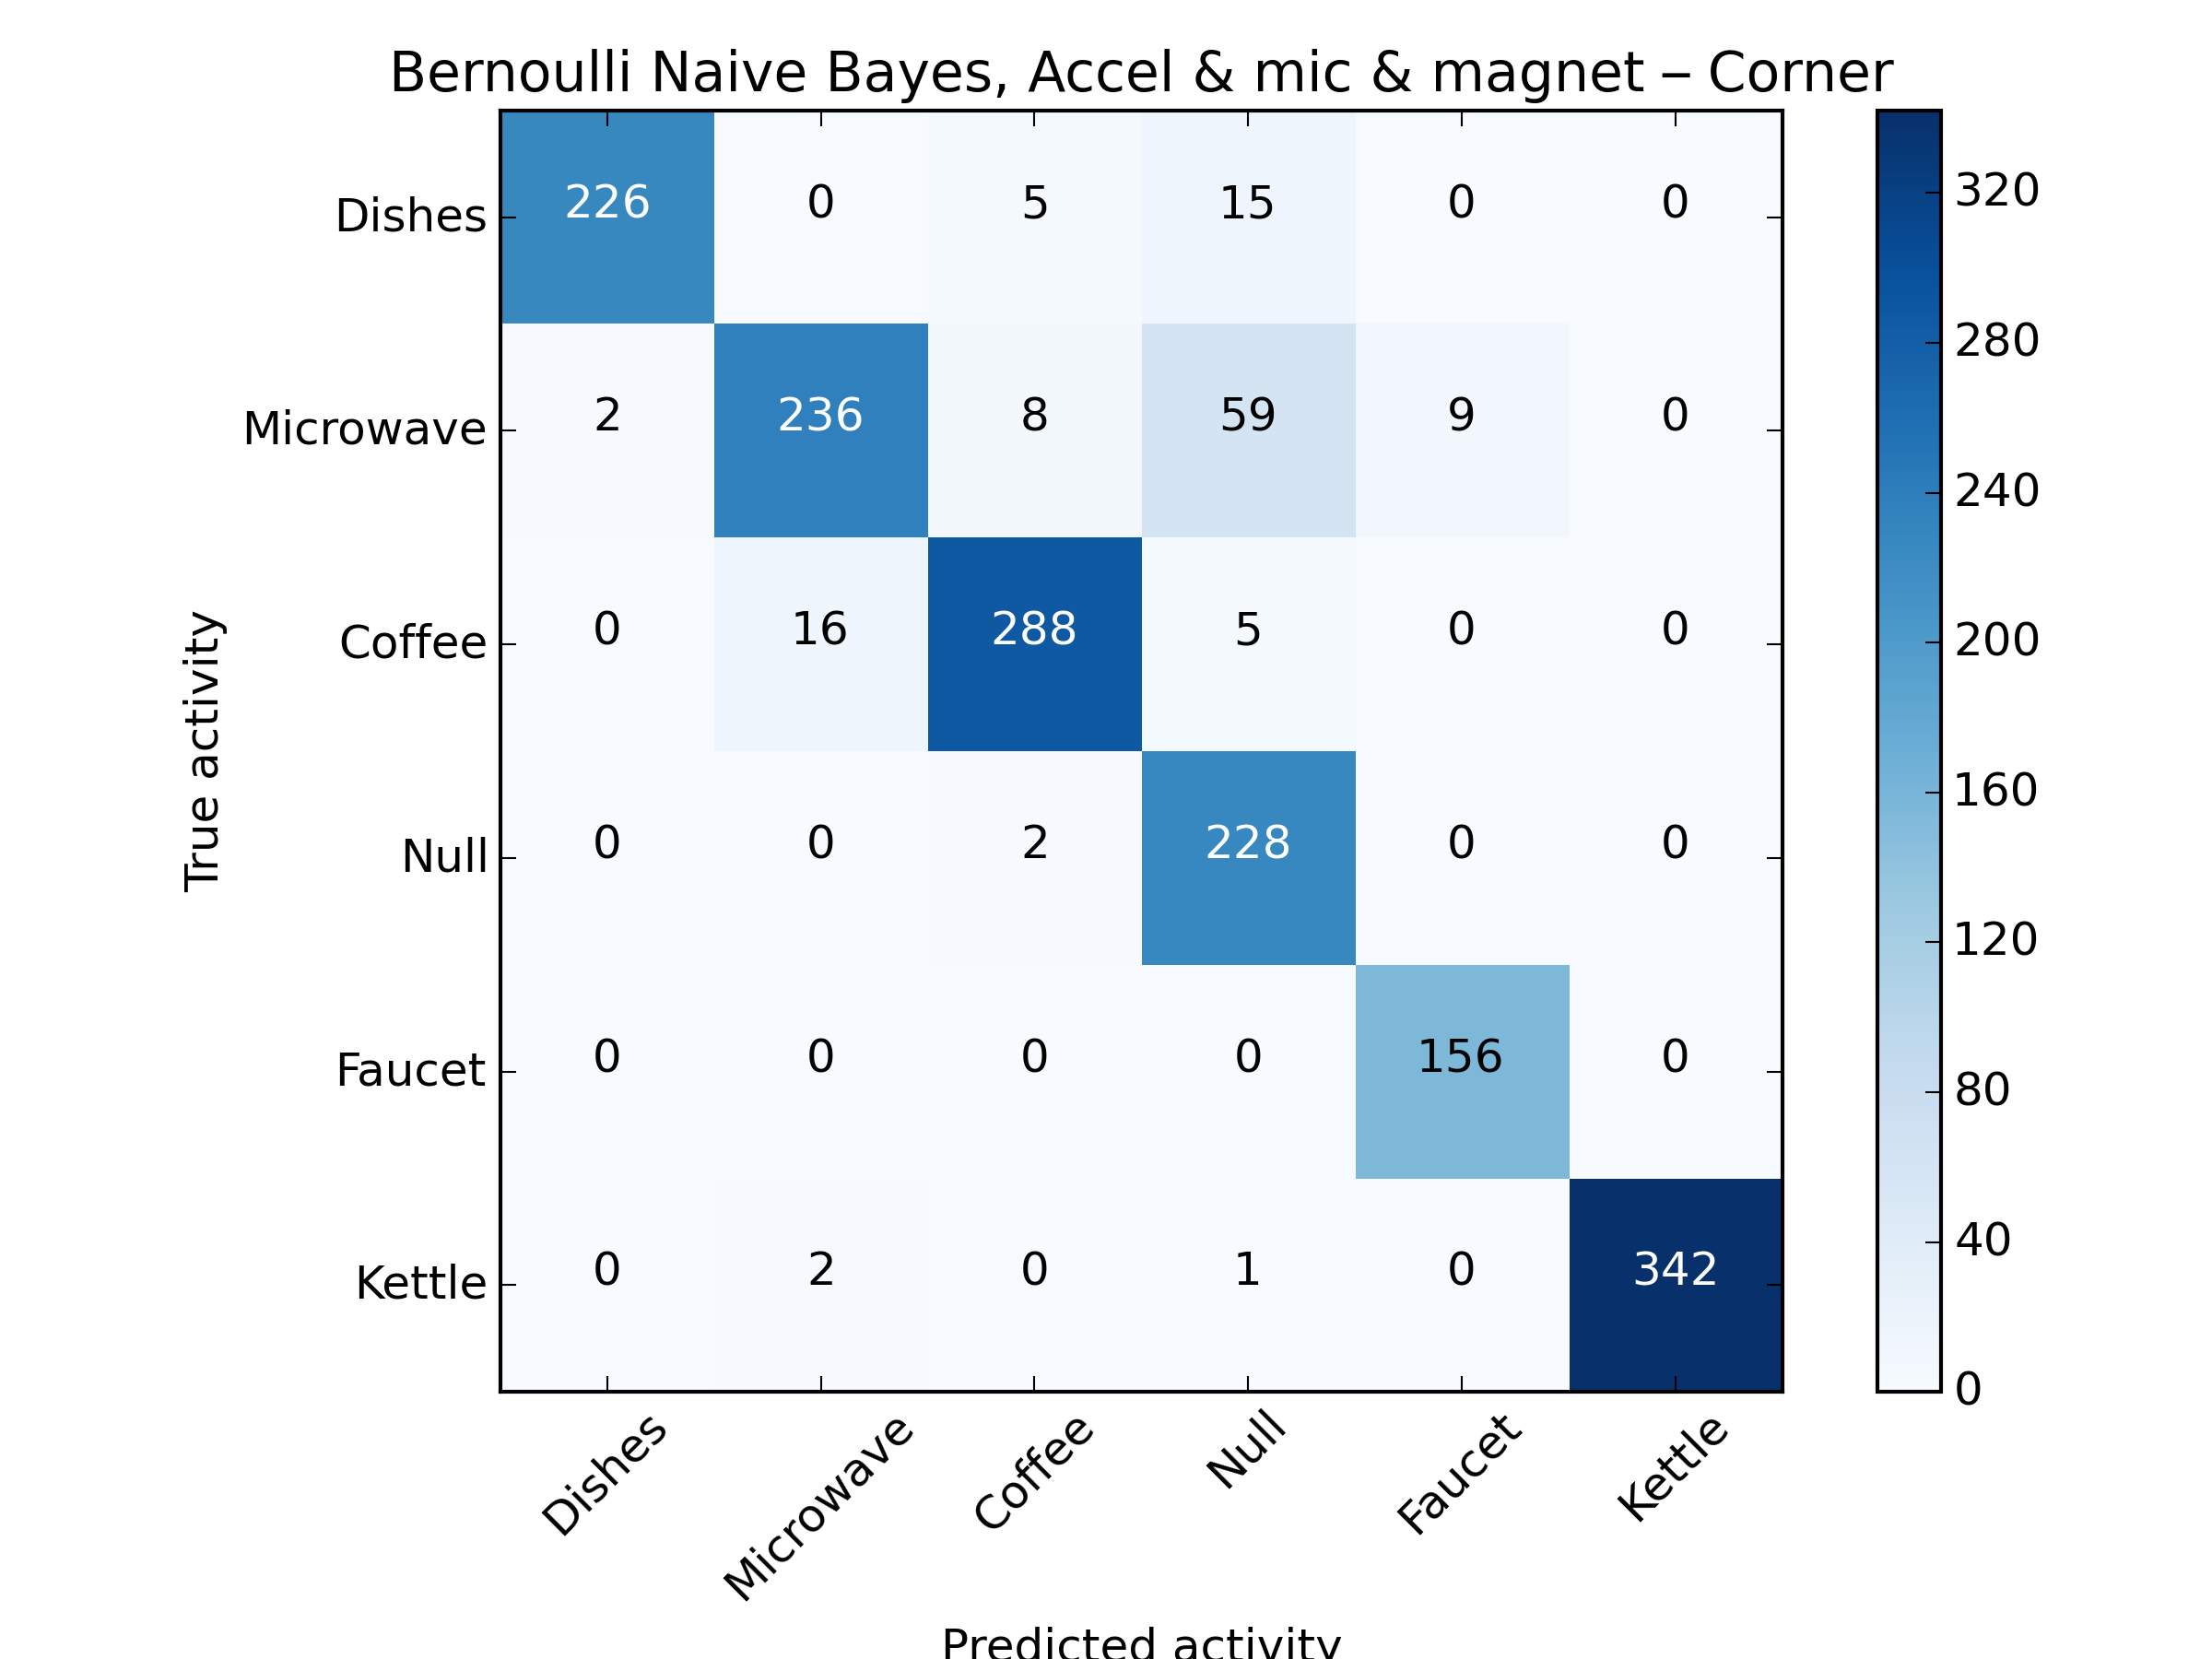 Bernoulli Naive Bayes, Accel & mic & magnet – Corner
Dishes 226 0 5 15 0 0
Microwave 2 236 8 59 9 0
Coffee 0 16 288 5 0 0
Null 0 0 2 228 0 0
Faucet 0 0 0 0 156 0
Kettle 0 2 0 1 0 342
True activity
Dishes Microwave Coffee Null Faucet Kettle
Predicted activity
320
280
240
200
160
120
80
40
0